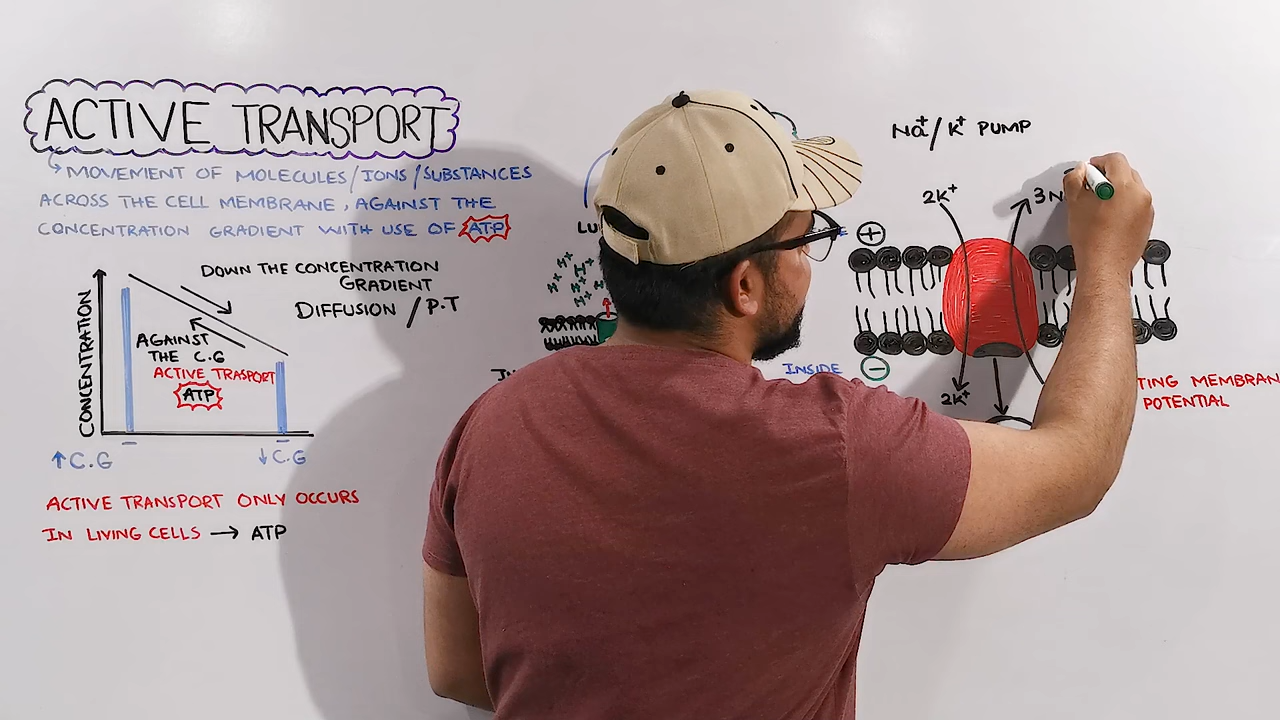 ACTIVE TRANSPORT
↳ MOVEMENT OF MOLECULES/IONS/SUBSTANCES
ACROSS THE CELL MEMBRANE, AGAINST THE
CONCENTRATION GRADIENT WITH USE OF ATP
DOWN THE CONCENTRATION
GRADIENT
DIFFUSION / P.T
CONCENTRATION
AGAINST
THE C.G
ACTIVE TRASPORT
ATP
↑ C.G
↓ C.G
ACTIVE TRANSPORT ONLY OCCURS
IN LIVING CELLS → ATP
H+
Na+/K+ PUMP
2K+
3N
+
INSIDE
-
2K+
TING MEMBRAN
POTENTIAL